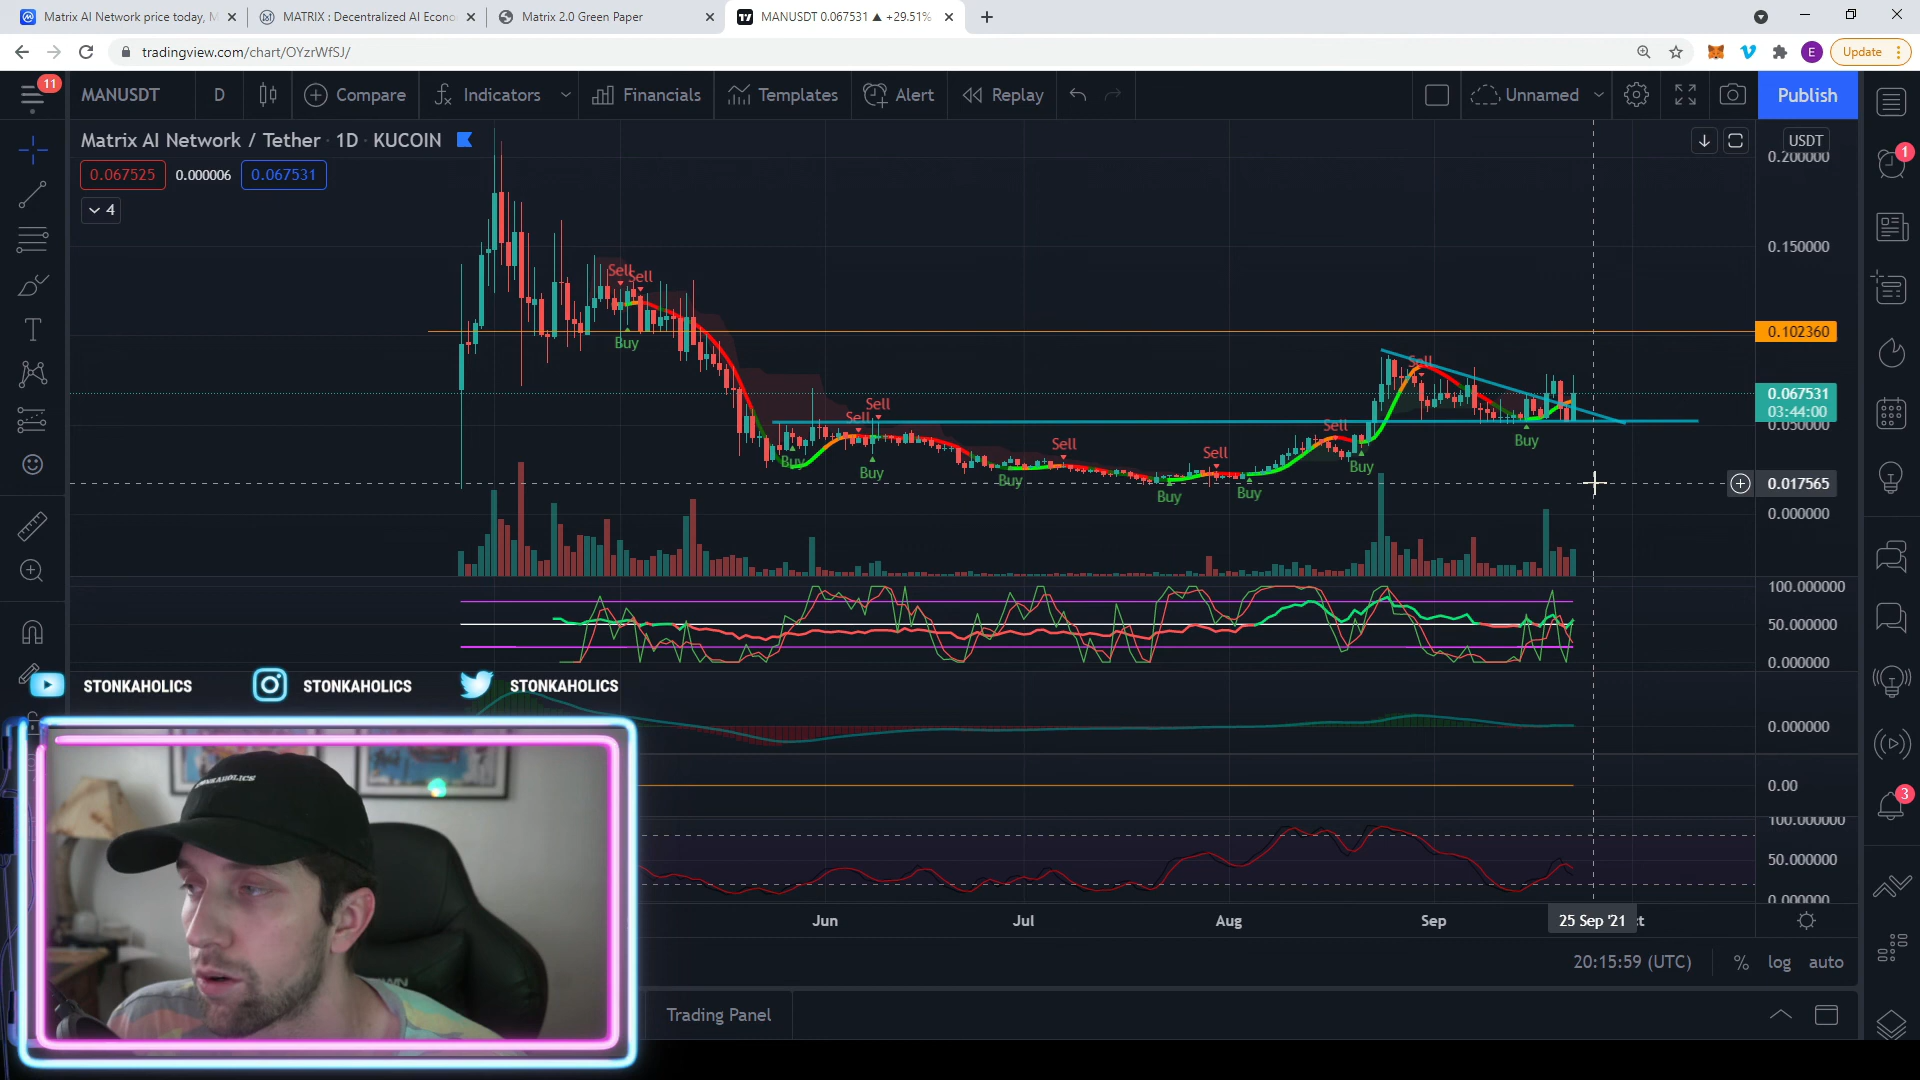 Matrix AI Network price today, M
MATRIX : Decentralized AI Econo
Matrix 2.0 Green Paper
MANUSDT 0.067531 ▲ +29.51%
tradingview.com/chart/OYzrWfSJ/
E
Update
11
MANUSDT
D
Compare
Indicators
Financials
Templates
Alert
Replay
Unnamed
Publish
Matrix AI Network / Tether · 1D · KUCOIN
USDT
0.067525
0.000006
0.067531
4
0.200000
0.150000
0.102360
0.067531
03:44:00
0.050000
0.017565
0.000000
1
Sell
Sell
Buy
Buy
Sell
Sell
Buy
Buy
Sell
Buy
Sell
Buy
Sell
Buy
Sell
Buy
100.000000
50.000000
0.000000
STONKAHOLICS
STONKAHOLICS
STONKAHOLICS
0.000000
0.00
3
100.000000
50.000000
0.000000
Jun
Jul
Aug
Sep
25 Sep '21
20:15:59 (UTC)
%
log
auto
Trading Panel